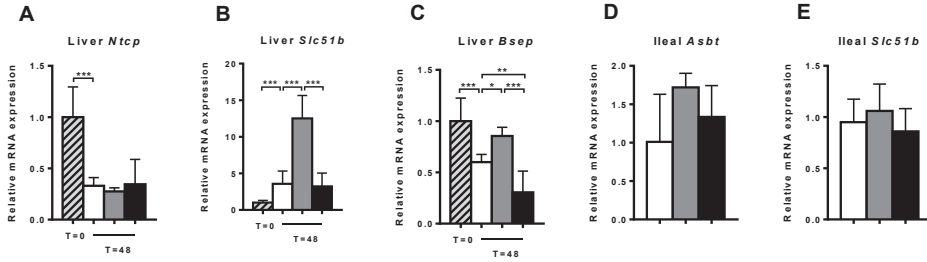 A
Liver Ntcp
Relative mRNA expression
1.5
1.0
0.5
0.0
***
T=0
T=48
B
Liver Slc51b
Relative mRNA expression
20
15
10
5
0
*** *** ***
T=0
T=48
C
Liver Bsep
Relative mRNA expression
1.5
1.0
0.5
0.0
**
*** * ***
T=0
T=48
D
Ileal Asbt
Relative mRNA expression
2.0
1.5
1.0
0.5
0.0
E
Ileal Slc51b
Relative mRNA expression
1.5
1.0
0.5
0.0